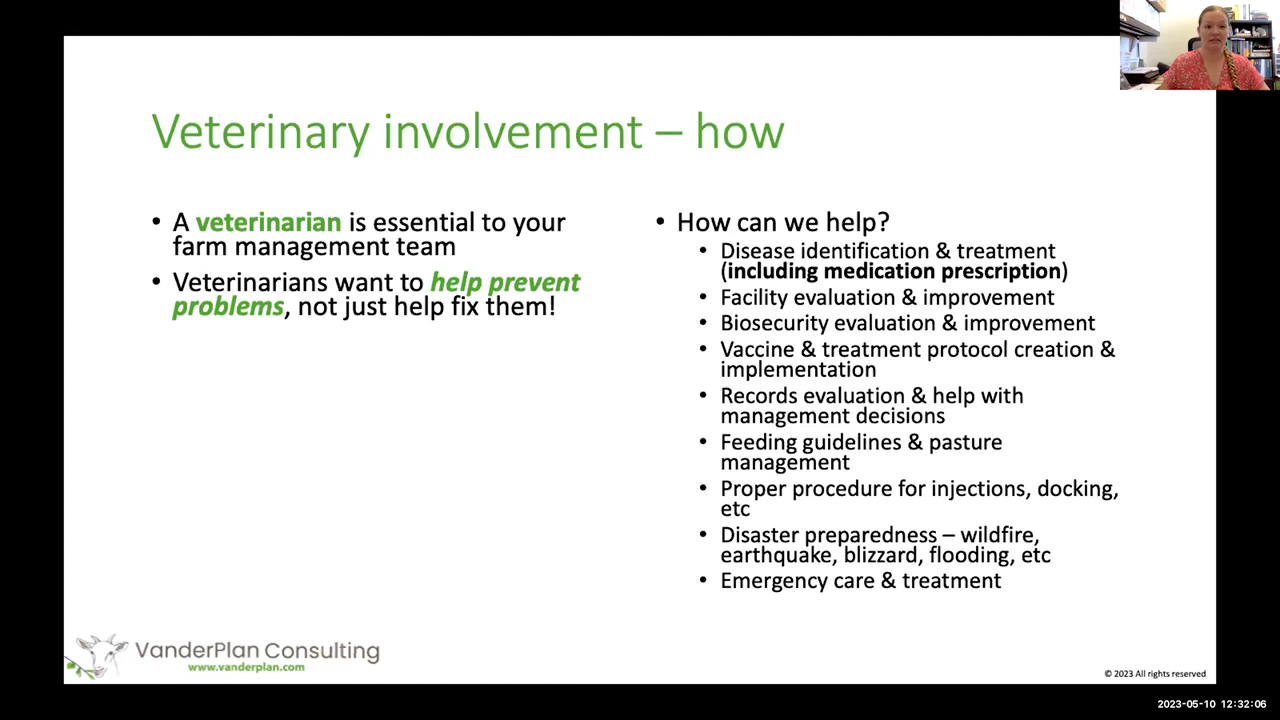 Veterinary involvement – how
• A veterinarian is essential to your
farm management team
• Veterinarians want to help prevent
problems, not just help fix them!
• How can we help?
• Disease identification & treatment
(including medication prescription)
• Facility evaluation & improvement
• Biosecurity evaluation & improvement
• Vaccine & treatment protocol creation &
implementation
• Records evaluation & help with
management decisions
• Feeding guidelines & pasture
management
• Proper procedure for injections, docking,
etc
• Disaster preparedness – wildfire,
earthquake, blizzard, flooding, etc
• Emergency care & treatment
VanderPlan Consulting
www.vanderplan.com
© 2023 All rights reserved
2023-05-10 12:32:06